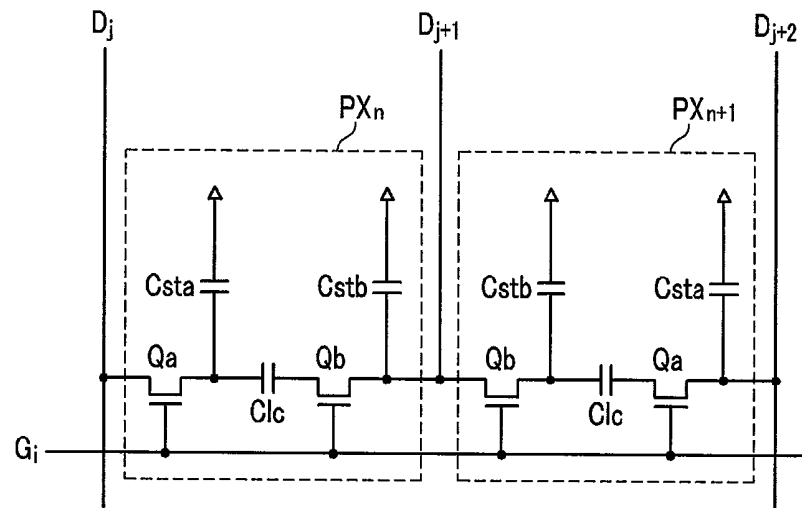 Dj Dj+1 Dj+2
PXn PXn+1
Csta Cstb Cstb Csta
Qa Qb Qb Qa
Clc Clc
Gi